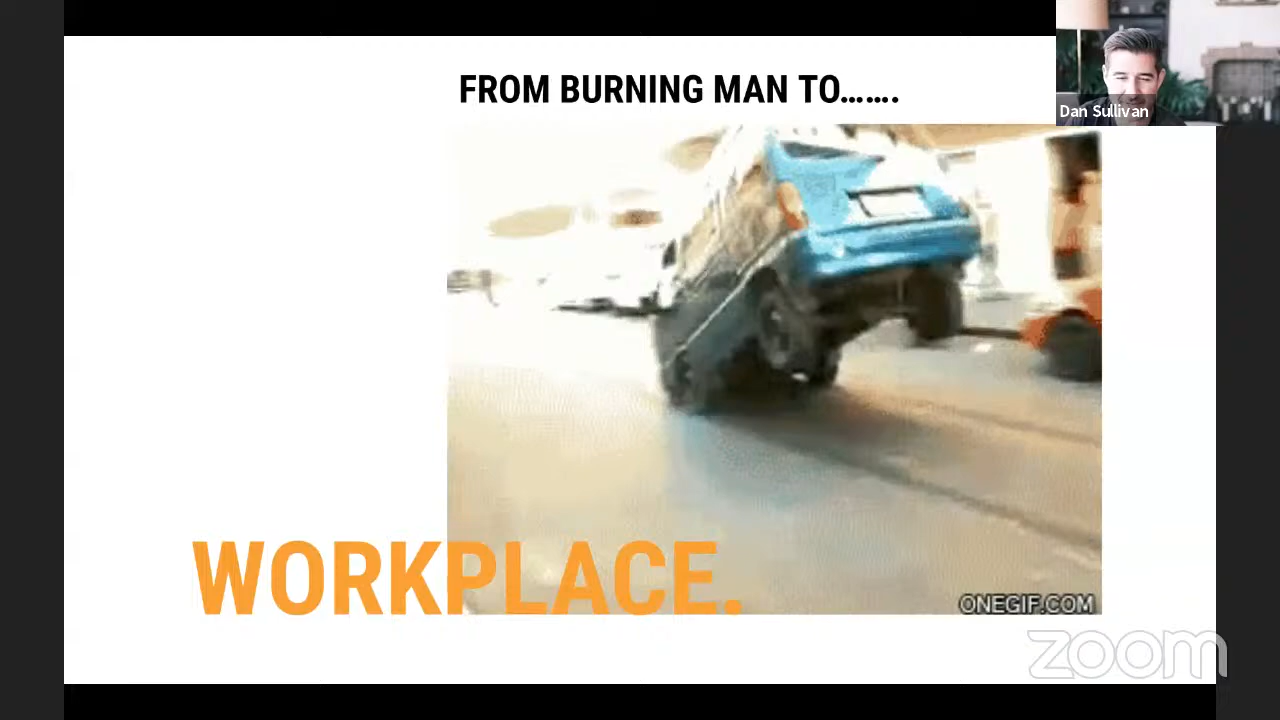 FROM BURNING MAN TO…….
Dan Sullivan
WORKPLACE.
ONEGIF.COM
zoom